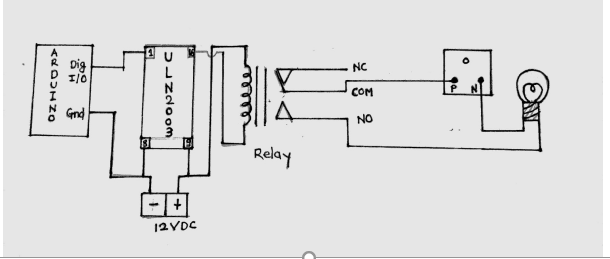 ARDUINO
Dig
I/O
Gnd
1
16
ULN2003
8
9
- +
12VDC
Relay
NC
COM
NO
P N